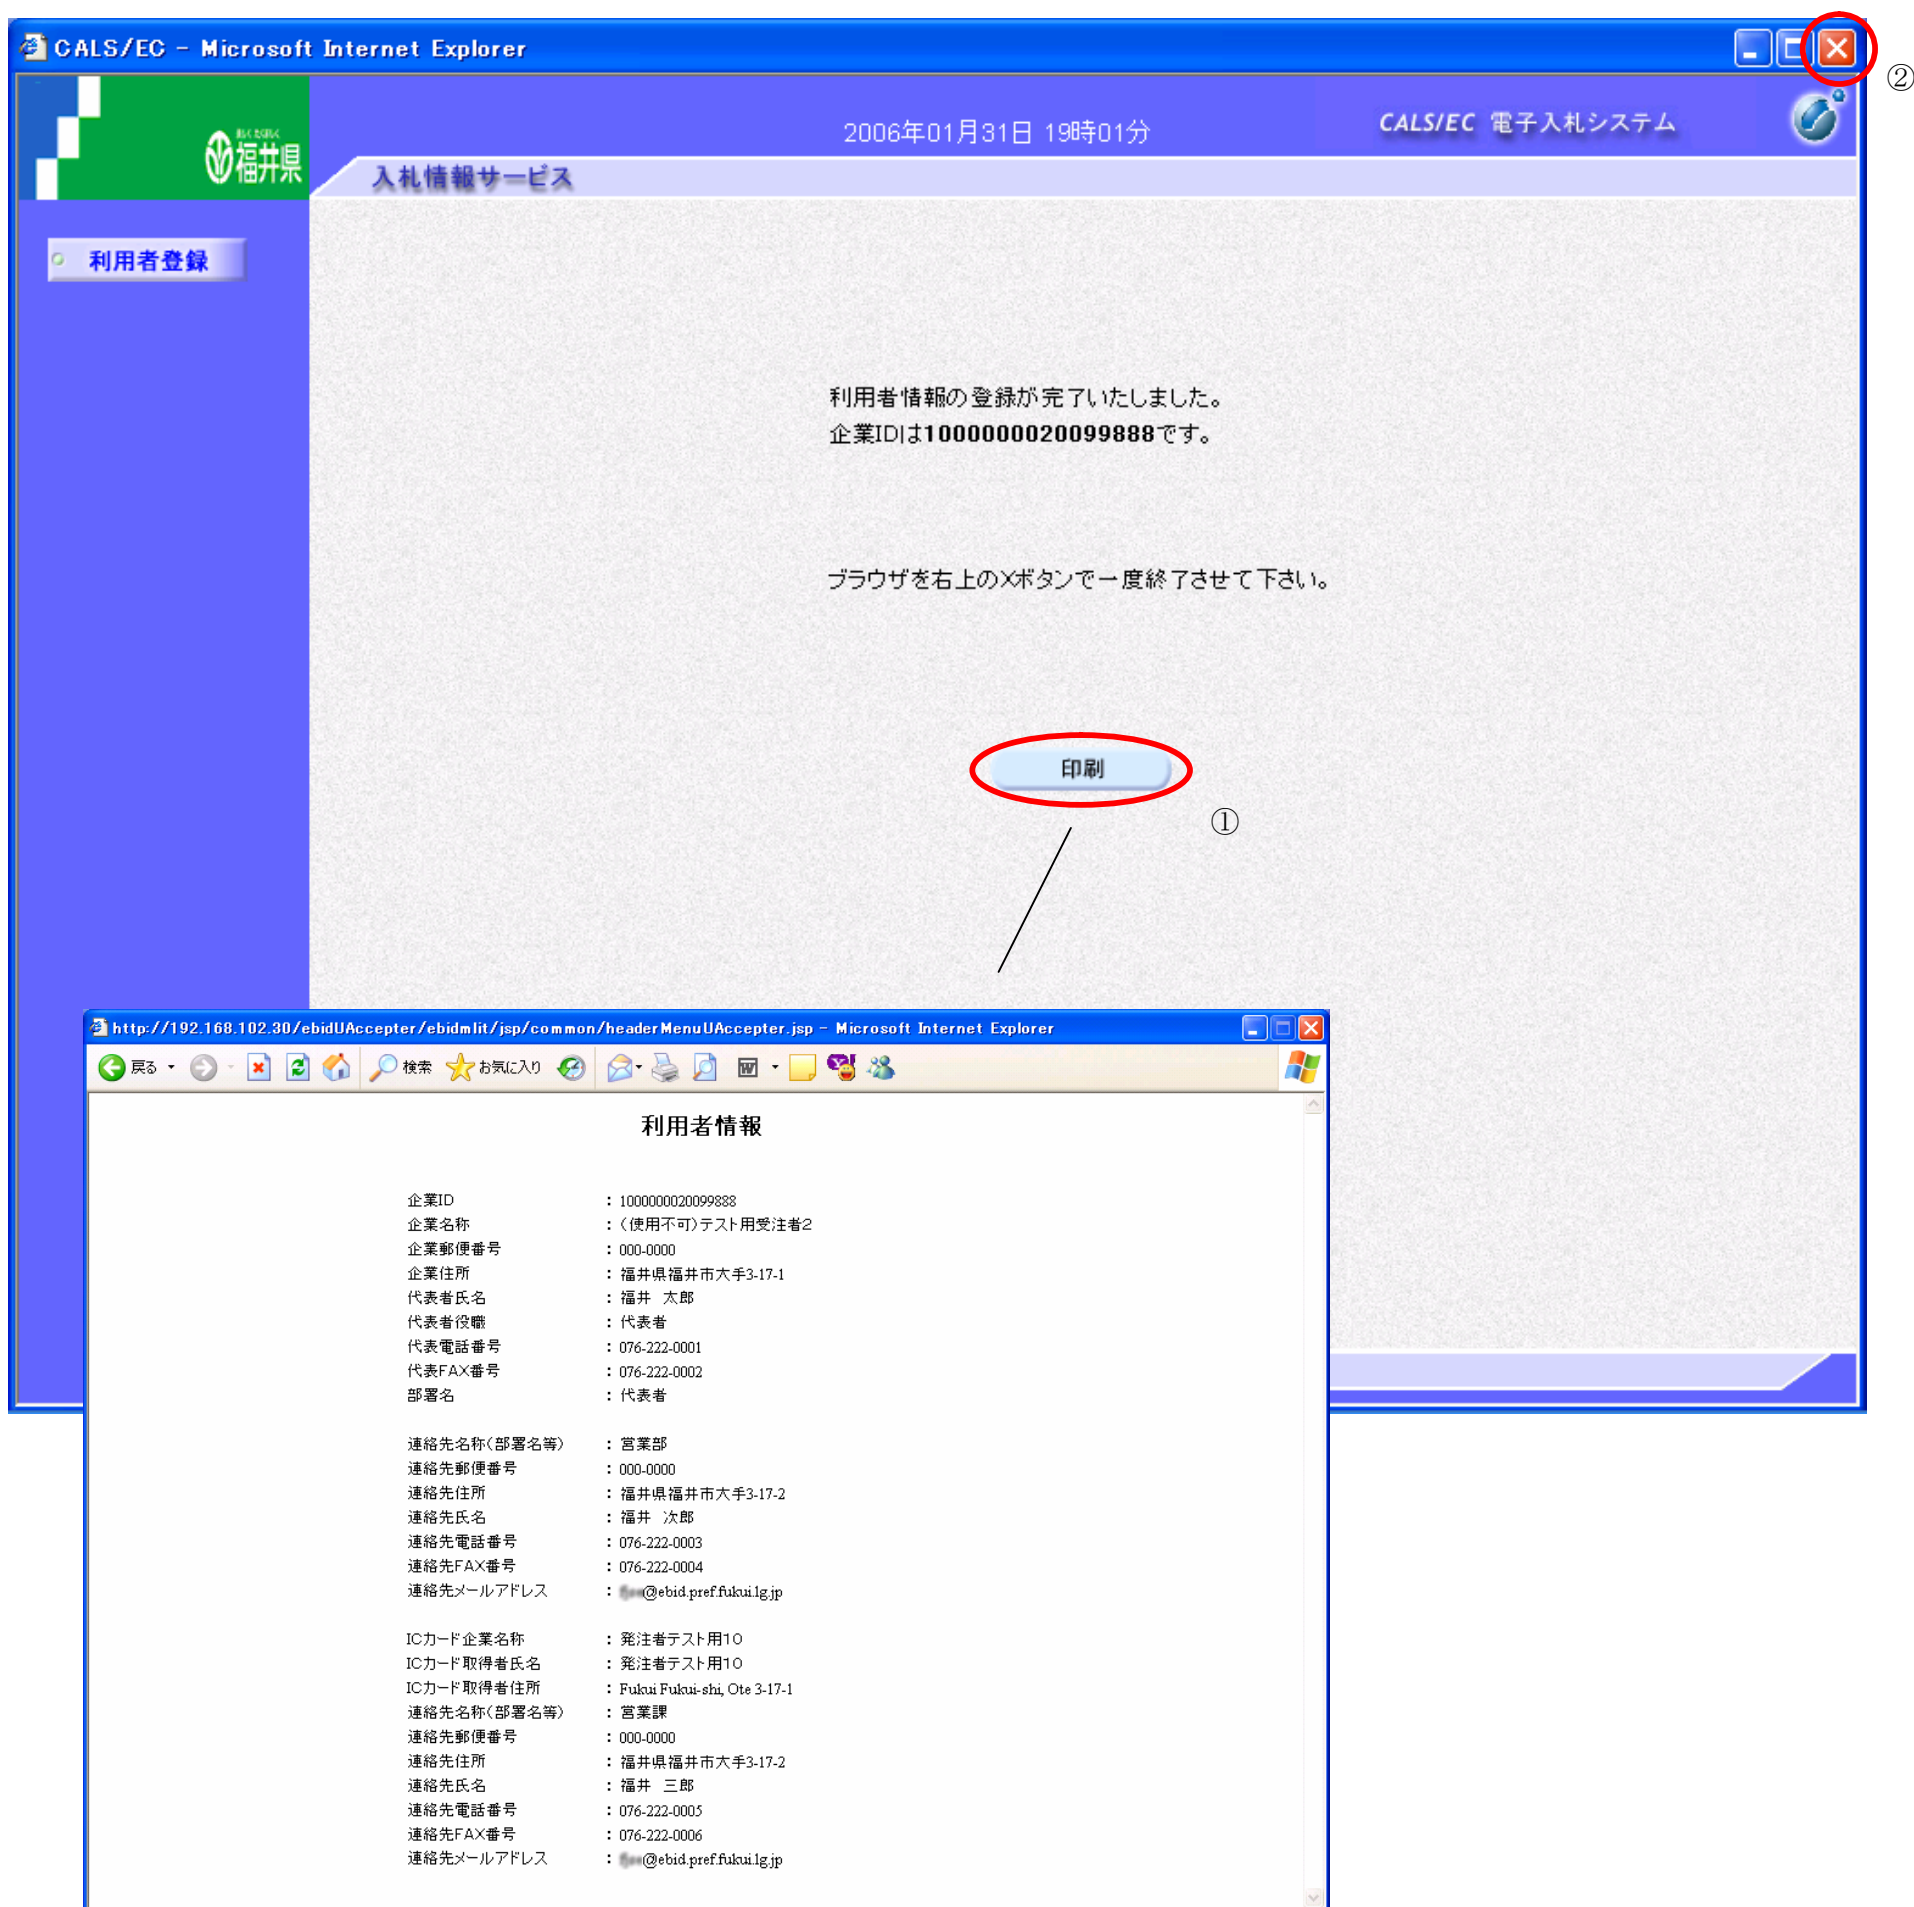 CALS/EC - Microsoft Internet Explorer
②
福井県
2006年01月31日 19時01分
CALS/EC 電子入札システム
入札情報サービス
利用者登録
利用者情報の登録が完了いたしました。
企業IDは1000000020099888です。
ブラウザを右上の×ボタンで一度終了させて下さい。
印刷
①
http://192.168.102.30/ebidUAccepter/ebidmlit/jsp/common/headerMenuUAccepter.jsp - Microsoft Internet Explorer
戻る 検索 お気に入り
利用者情報
企業ID : 1000000020099888
企業名称 : (使用不可)テスト用受注者2
企業郵便番号 : 000-0000
企業住所 : 福井県福井市大手3-17-1
代表者氏名 : 福井 太郎
代表者役職 : 代表者
代表電話番号 : 076-222-0001
代表FAX番号 : 076-222-0002
部署名 : 代表者
連絡先名称(部署名等) : 営業部
連絡先郵便番号 : 000-0000
連絡先住所 : 福井県福井市大手3-17-2
連絡先氏名 : 福井 次郎
連絡先電話番号 : 076-222-0003
連絡先FAX番号 : 076-222-0004
連絡先メールアドレス : @ebid.pref.fukui.lg.jp
ICカード企業名称 : 発注者テスト用10
ICカード取得者氏名 : 発注者テスト用10
ICカード取得者住所 : Fukui Fukui-shi, Ote 3-17-1
連絡先名称(部署名等) : 営業課
連絡先郵便番号 : 000-0000
連絡先住所 : 福井県福井市大手3-17-2
連絡先氏名 : 福井 三郎
連絡先電話番号 : 076-222-0005
連絡先FAX番号 : 076-222-0006
連絡先メールアドレス : @ebid.pref.fukui.lg.jp